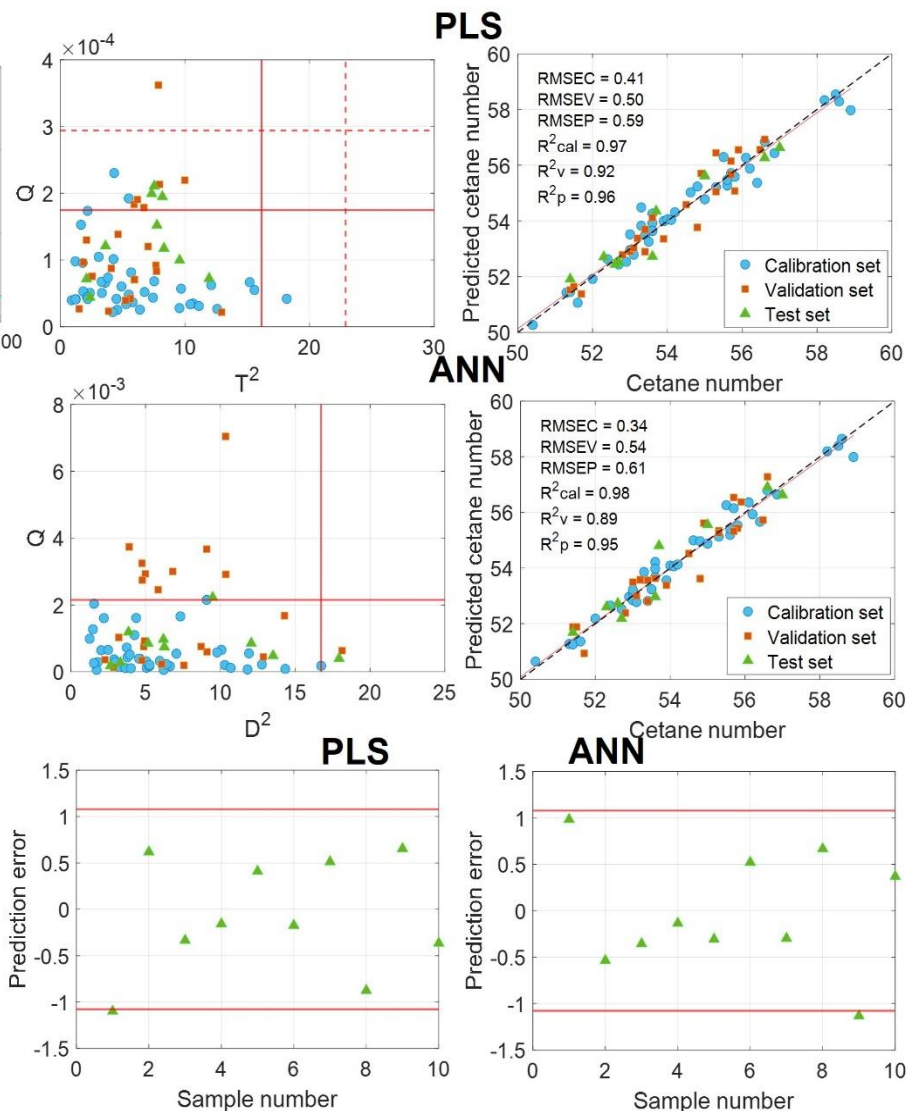 PLS
×10⁻⁴
4
3
2
1
0
Q
0
10
20
30
T²
00
60
58
56
54
52
50
Predicted cetane number
RMSEC = 0.41
RMSEV = 0.50
RMSEP = 0.59
R²cal = 0.97
R²v = 0.92
R²p = 0.96
Calibration set
Validation set
Test set
50
52
54
56
58
60
Cetane number
ANN
×10⁻³
8
6
4
2
0
Q
0
5
10
15
20
25
D²
60
58
56
54
52
50
Predicted cetane number
RMSEC = 0.34
RMSEV = 0.54
RMSEP = 0.61
R²cal = 0.98
R²v = 0.89
R²p = 0.95
Calibration set
Validation set
Test set
50
52
54
56
58
60
Cetane number
PLS
1.5
1
0.5
0
-0.5
-1
-1.5
Prediction error
0
2
4
6
8
10
Sample number
ANN
1.5
1
0.5
0
-0.5
-1
-1.5
Prediction error
0
2
4
6
8
10
Sample number